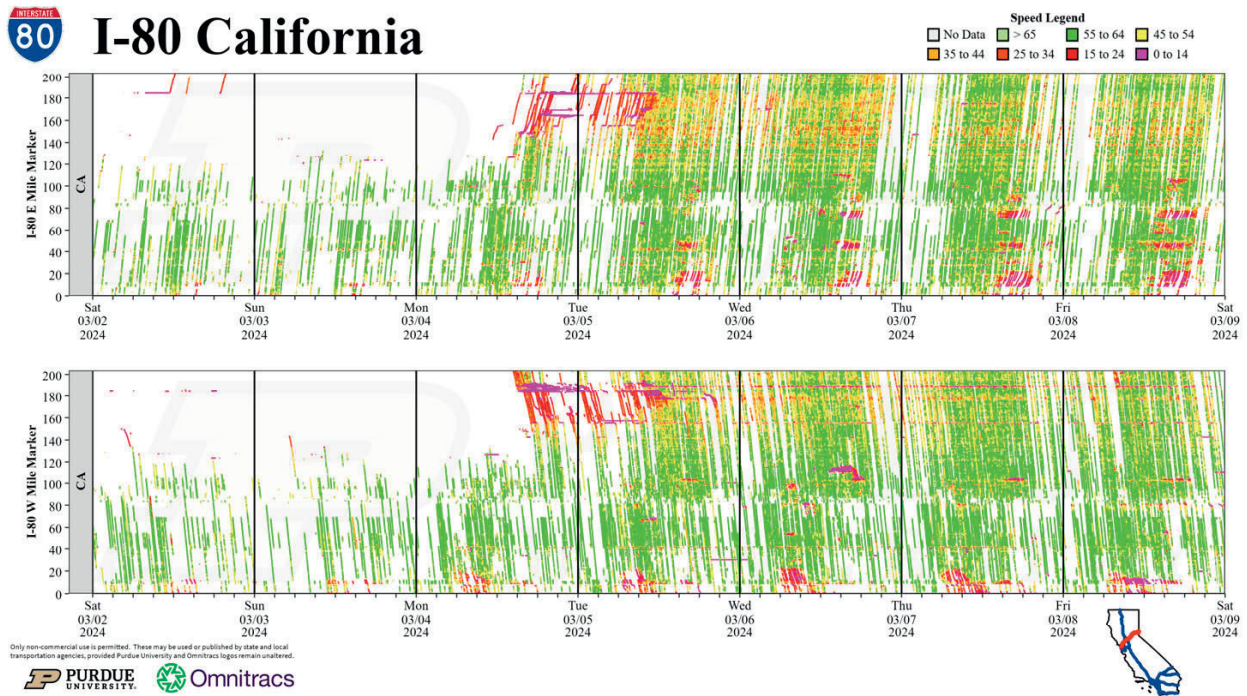 INTERSTATE
80
I-80 California
Speed Legend
No Data > 65 55 to 64 45 to 54
35 to 44 25 to 34 15 to 24 0 to 14
I-80 E Mile Marker
CA
200
180
160
140
120
100
80
60
40
20
0
Sat Sun Mon Tue Wed Thu Fri Sat
03/02 03/03 03/04 03/05 03/06 03/07 03/08 03/09
2024 2024 2024 2024 2024 2024 2024 2024
I-80 W Mile Marker
CA
200
180
160
140
120
100
80
60
40
20
0
Sat Sun Mon Tue Wed Thu Fri Sat
03/02 03/03 03/04 03/05 03/06 03/07 03/08 03/09
2024 2024 2024 2024 2024 2024 2024 2024
Only non-commercial use is permitted. These may be used or published by state and local
transportation agencies, provided Purdue University and Omnitracs logos remain unaltered.
P PURDUE
UNIVERSITY.
Omnitracs